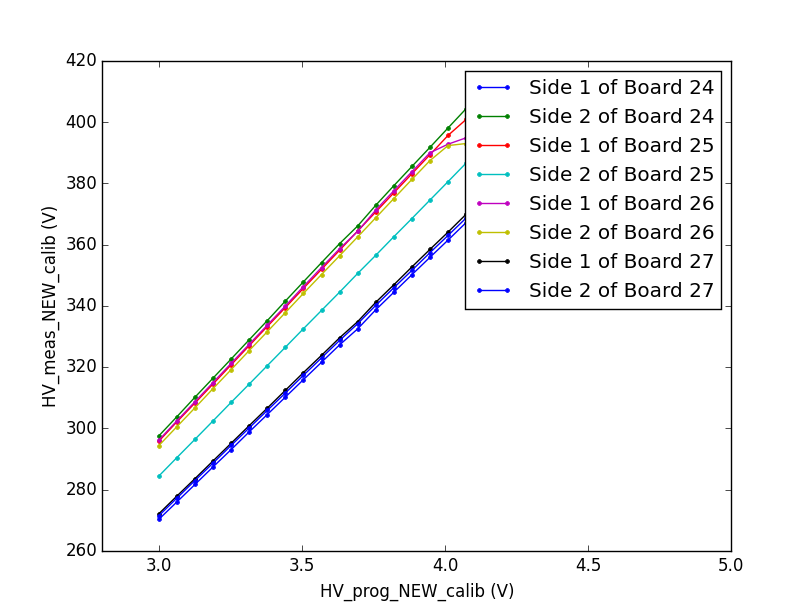 420
400
380
360
340
320
300
280
260
HV_meas_NEW_calib (V)
3.0 3.5 4.0 4.5 5.0
HV_prog_NEW_calib (V)
Side 1 of Board 24
Side 2 of Board 24
Side 1 of Board 25
Side 2 of Board 25
Side 1 of Board 26
Side 2 of Board 26
Side 1 of Board 27
Side 2 of Board 27